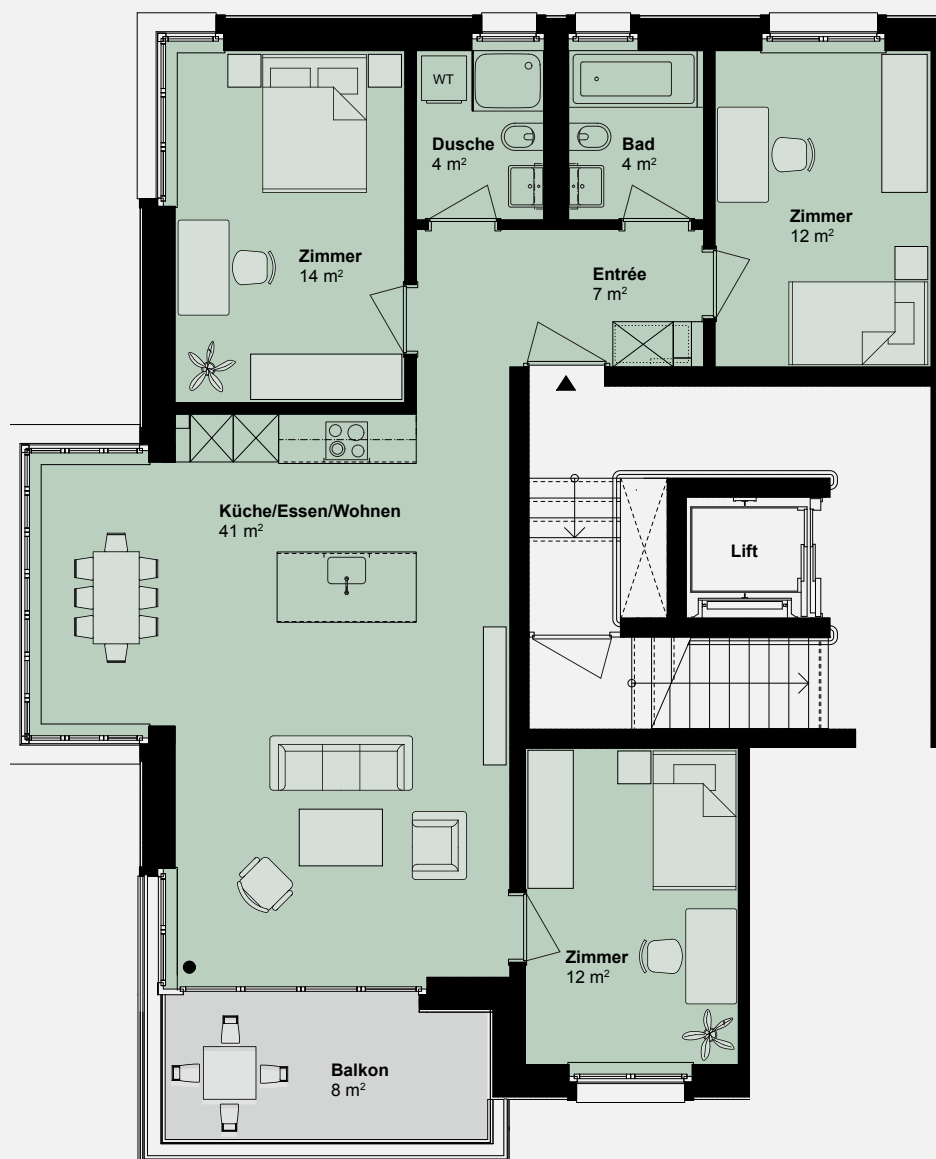 WT
Dusche
4 m²
Bad
4 m²
Zimmer
12 m²
Zimmer
14 m²
Entrée
7 m²
Küche/Essen/Wohnen
41 m²
Lift
Zimmer
12 m²
Balkon
8 m²